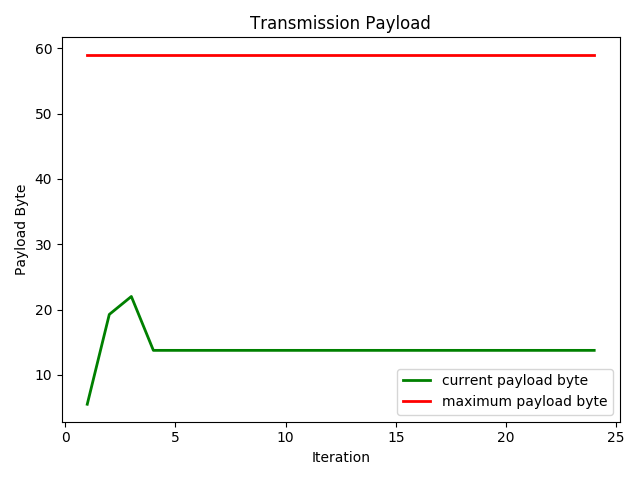 Transmission Payload
60
50
40
30
20
10
Payload Byte
0
5
10
15
20
25
Iteration
current payload byte
maximum payload byte